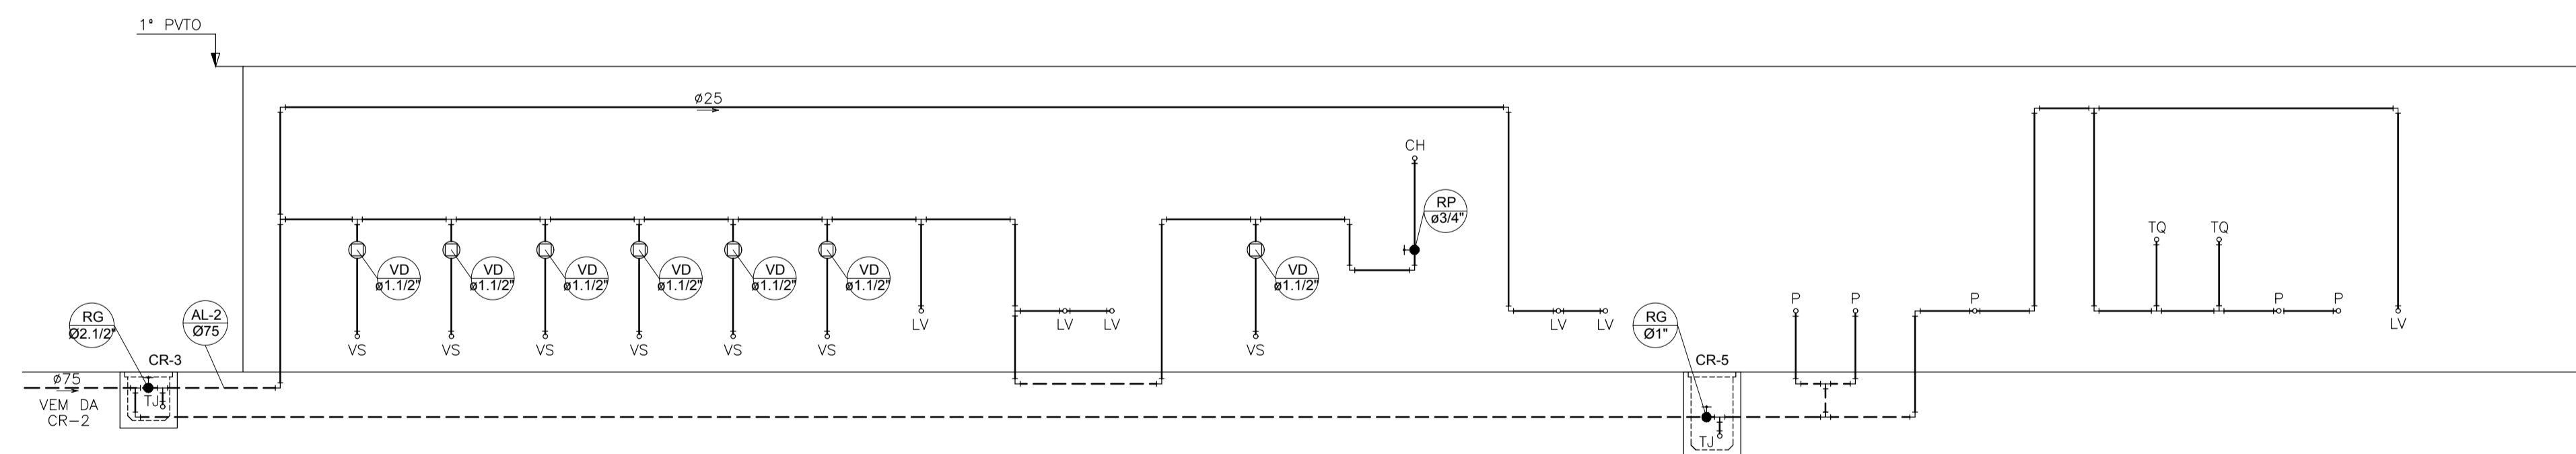 1° PVTO
ø25
CH
RP
ø3/4"
VD
ø1.1/2"
VD
ø1.1/2"
VD
ø1.1/2"
VD
ø1.1/2"
VD
ø1.1/2"
VD
ø1.1/2"
VD
ø1.1/2"
TQ
TQ
P
P
P
P
P
RG
Ø2.1/2"
AL-2
Ø75
LV
LV
LV
LV
LV
RG
Ø1"
LV
VS
VS
VS
VS
VS
VS
VS
CR-3
CR-5
ø75
VEM DA
CR-2
TJ
TJ